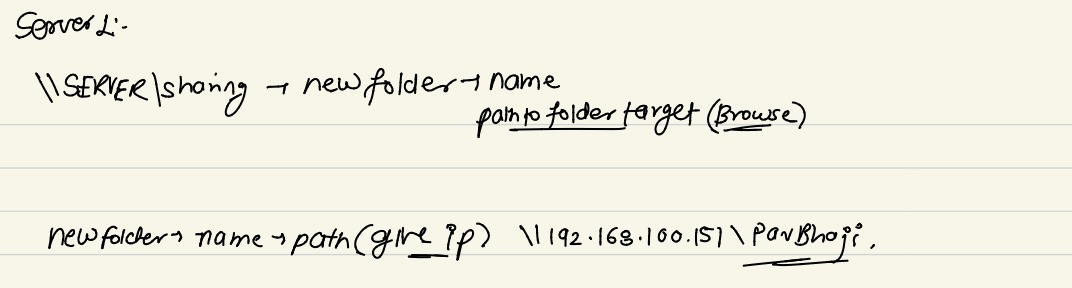 Server 1:-
\\SERVER\sharing → new folder → name
path to folder target (Browse)
new folder → name → path (give ip) \\192.168.100.151\PavBhaji.